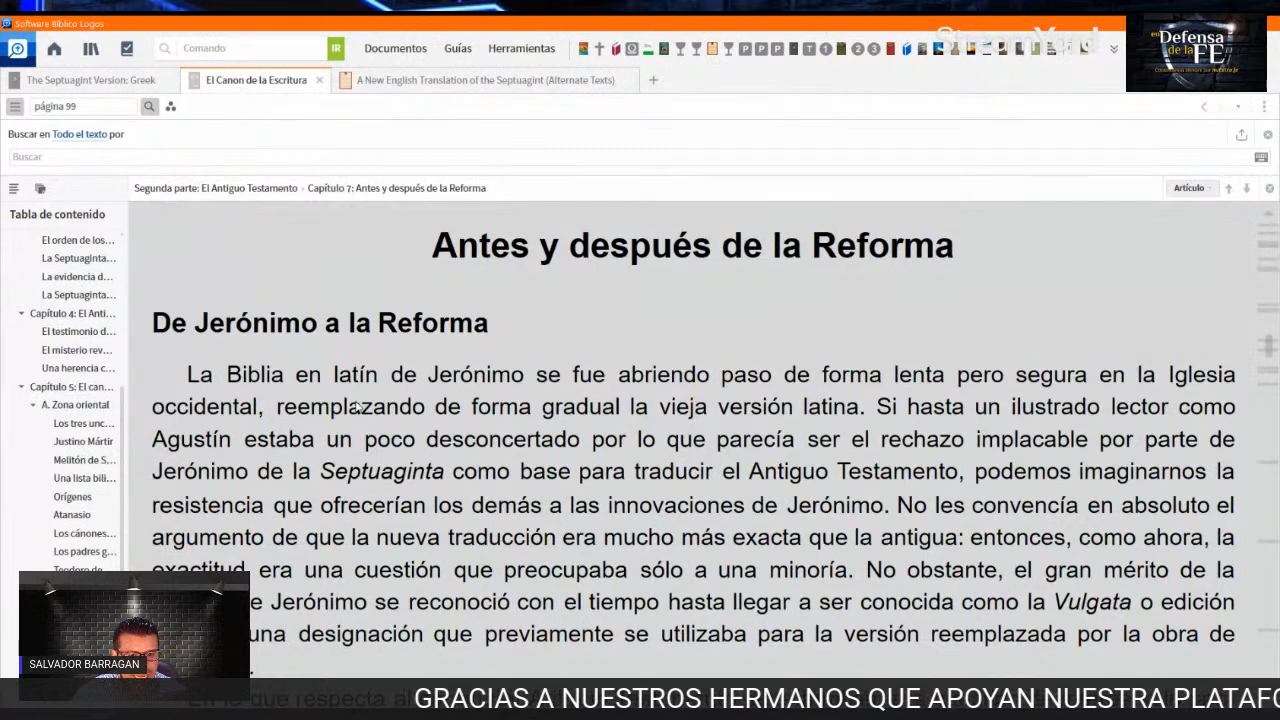 Software Bíblico Logos
StreamYard
en Defensa
de la
FE
Comando
IR
Documentos
Guías
Herramientas
The Septuagint Version: Greek
El Canon de la Escritura
A New English Translation of the Septuagint (Alternate Texts)
página 99
Buscar en Todo el texto por
Buscar
Segunda parte: El Antiguo Testamento › Capítulo 7: Antes y después de la Reforma
Artículo
Tabla de contenido
El orden de los...
La Septuaginta...
La evidencia d...
La Septuaginta...
Capítulo 4: El Anti...
El testimonio d...
El misterio rev...
Una herencia c...
Capítulo 5: El can...
A. Zona oriental
Los tres unc...
Justino Mártir
Melitón de S...
Una lista bíli...
Orígenes
Atanasio
Los cánones...
Los padres g...
Teodoro de
Antes y después de la Reforma
De Jerónimo a la Reforma
La Biblia en latín de Jerónimo se fue abriendo paso de forma lenta pero segura en la Iglesia
occidental, reemplazando de forma gradual la vieja versión latina. Si hasta un ilustrado lector como
Agustín estaba un poco desconcertado por lo que parecía ser el rechazo implacable por parte de
Jerónimo de la Septuaginta como base para traducir el Antiguo Testamento, podemos imaginarnos la
resistencia que ofrecerían los demás a las innovaciones de Jerónimo. No les convencía en absoluto el
argumento de que la nueva traducción era mucho más exacta que la antigua: entonces, como ahora, la
exactitud era una cuestión que preocupaba sólo a una minoría. No obstante, el gran mérito de la
e Jerónimo se reconoció con el tiempo hasta llegar a ser conocida como la Vulgata o edición
una designación que previamente se utilizaba para la versión reemplazada por la obra de
SALVADOR BARRAGAN
GRACIAS A NUESTROS HERMANOS QUE APOYAN NUESTRA PLATAFO